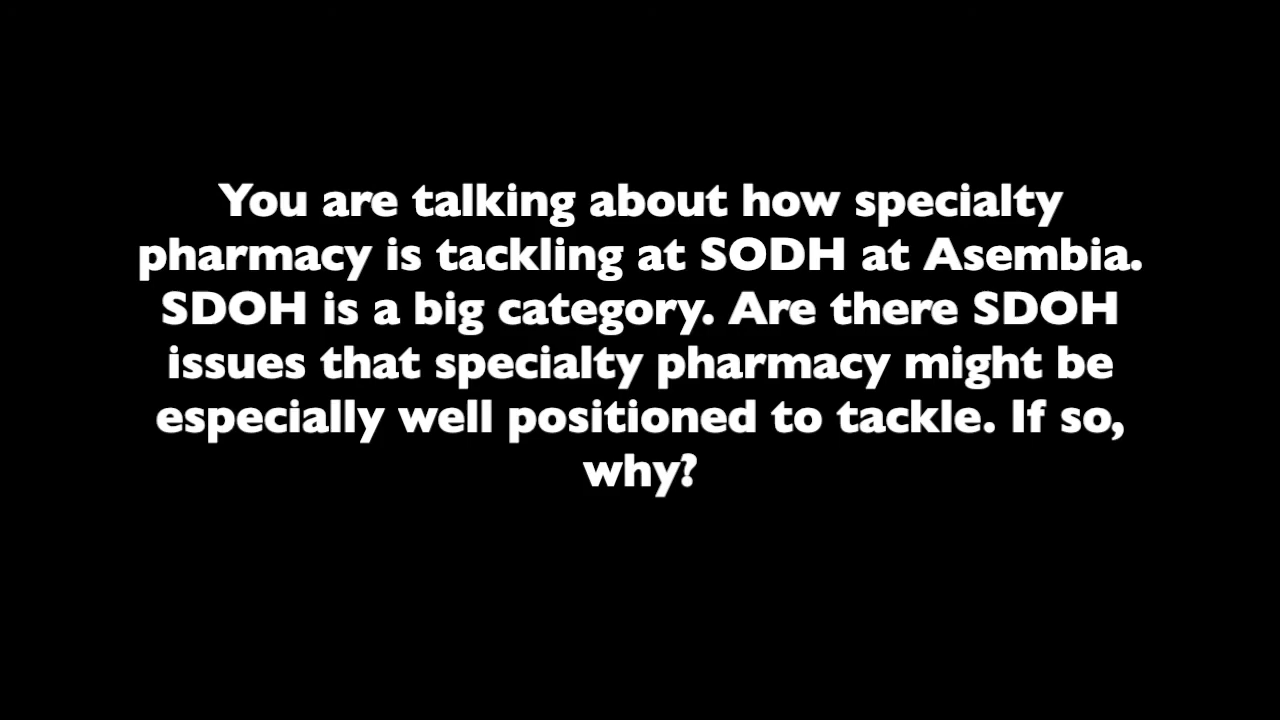 You are talking about how specialty
pharmacy is tackling at SODH at Asembia.
SDOH is a big category. Are there SDOH
issues that specialty pharmacy might be
especially well positioned to tackle. If so,
why?